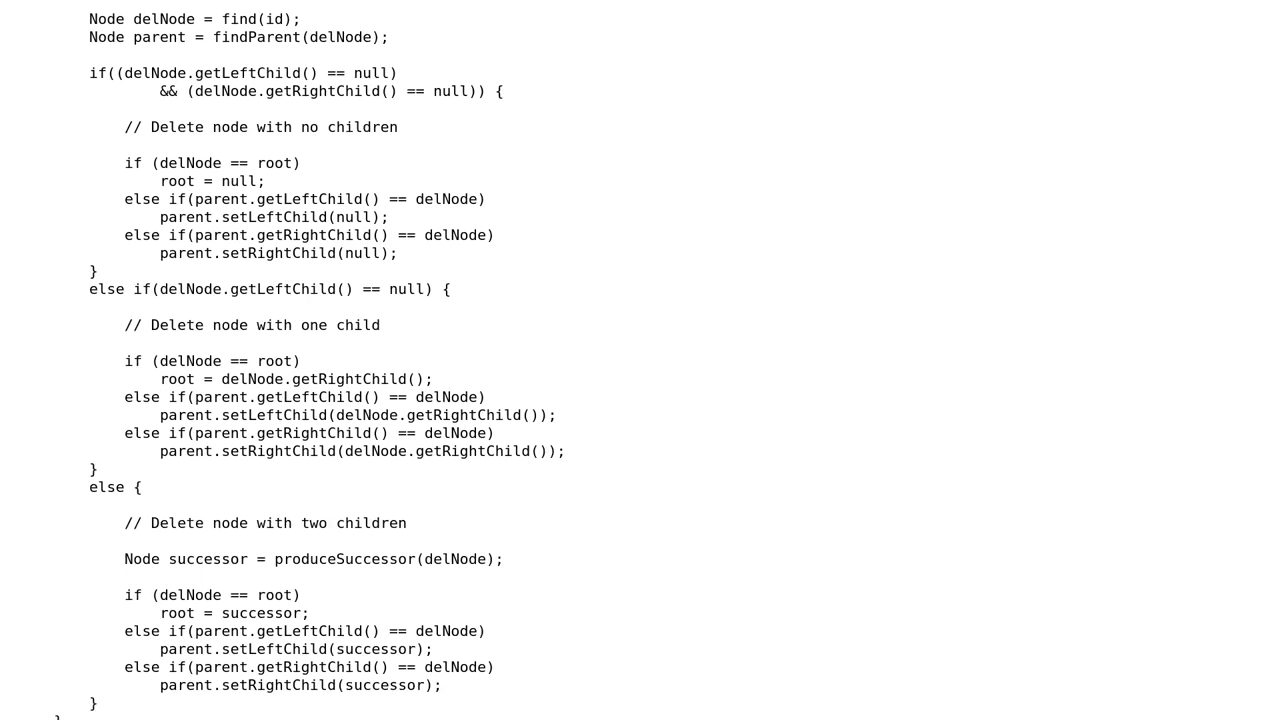 Node delNode = find(id);
Node parent = findParent(delNode);
if((delNode.getLeftChild() == null)
&& (delNode.getRightChild() == null)) {
// Delete node with no children
if (delNode == root)
root = null;
else if(parent.getLeftChild() == delNode)
parent.setLeftChild(null);
else if(parent.getRightChild() == delNode)
parent.setRightChild(null);
}
else if(delNode.getLeftChild() == null) {
// Delete node with one child
if (delNode == root)
root = delNode.getRightChild();
else if(parent.getLeftChild() == delNode)
parent.setLeftChild(delNode.getRightChild());
else if(parent.getRightChild() == delNode)
parent.setRightChild(delNode.getRightChild());
}
else {
// Delete node with two children
Node successor = produceSuccessor(delNode);
if (delNode == root)
root = successor;
else if(parent.getLeftChild() == delNode)
parent.setLeftChild(successor);
else if(parent.getRightChild() == delNode)
parent.setRightChild(successor);
}
}